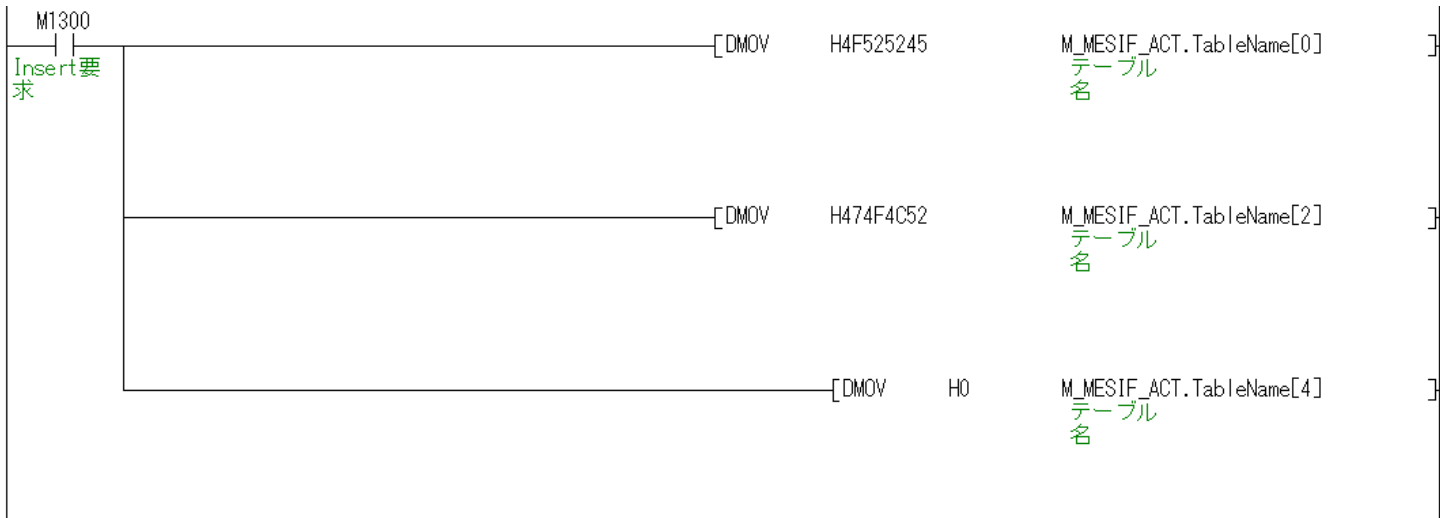 M1300
Insert要
求
DMOV H4F525245 M_MESIF_ACT.TableName[0]
テーブル
名
DMOV H474F4C52 M_MESIF_ACT.TableName[2]
テーブル
名
DMOV H0 M_MESIF_ACT.TableName[4]
テーブル
名